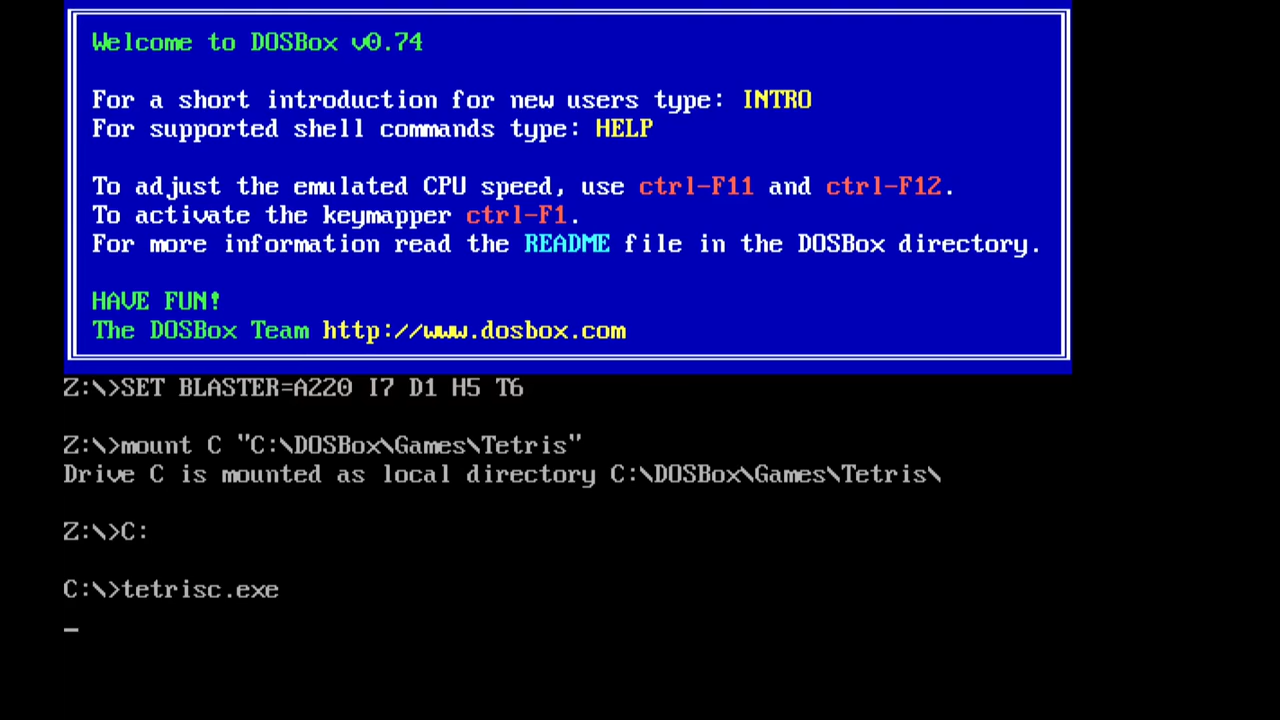 Welcome to DOSBox v0.74
For a short introduction for new users type: INTRO
For supported shell commands type: HELP
To adjust the emulated CPU speed, use ctrl-F11 and ctrl-F12.
To activate the keymapper ctrl-F1.
For more information read the README file in the DOSBox directory.
HAVE FUN!
The DOSBox Team http://www.dosbox.com
Z:\>SET BLASTER=A220 I7 D1 H5 T6
Z:\>mount C "C:\DOSBox\Games\Tetris"
Drive C is mounted as local directory C:\DOSBox\Games\Tetris\
Z:\>C:
C:\>tetrisc.exe